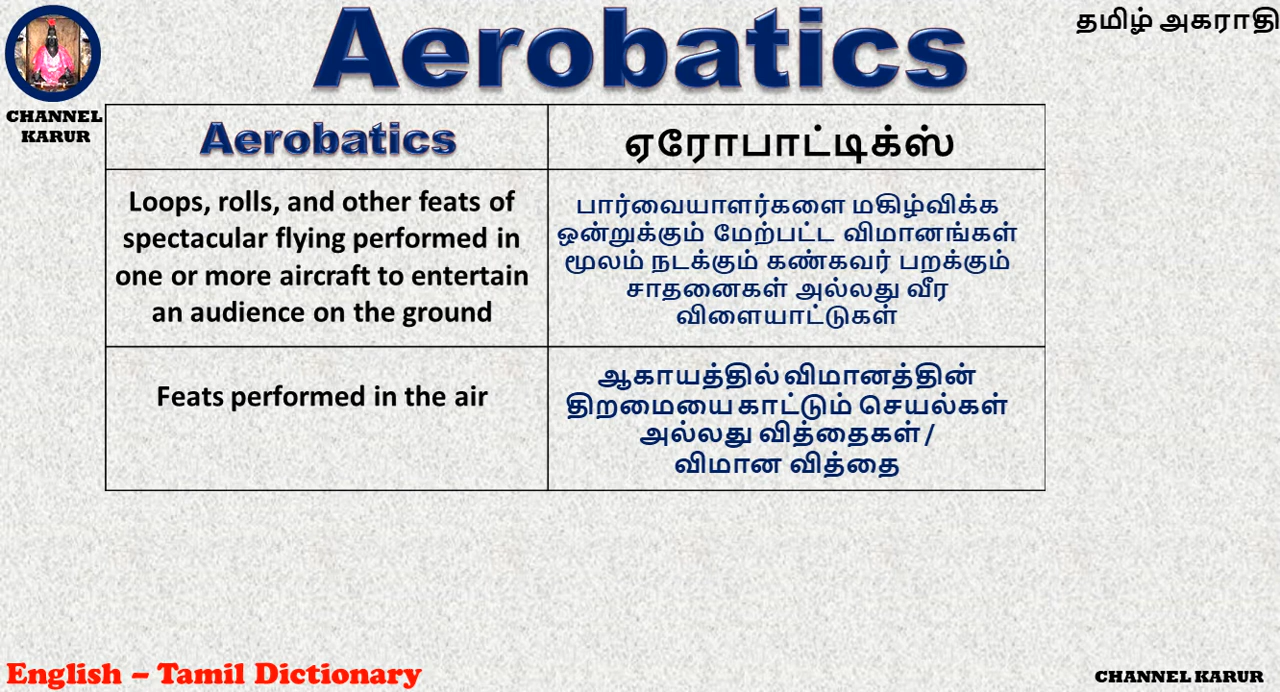 Aerobatics
தமிழ் அகராதி
CHANNEL
KARUR
Aerobatics
ஏரோபாட்டிக்ஸ்
Loops, rolls, and other feats of
spectacular flying performed in
one or more aircraft to entertain
an audience on the ground
பார்வையாளர்களை மகிழ்விக்க
ஒன்றுக்கும் மேற்பட்ட விமானங்கள்
மூலம் நடக்கும் கண்கவர் பறக்கும்
சாதனைகள் அல்லது வீர
விளையாட்டுகள்
Feats performed in the air
ஆகாயத்தில் விமானத்தின்
திறமையை காட்டும் செயல்கள்
அல்லது வித்தைகள் /
விமான வித்தை
English – Tamil Dictionary
CHANNEL KARUR